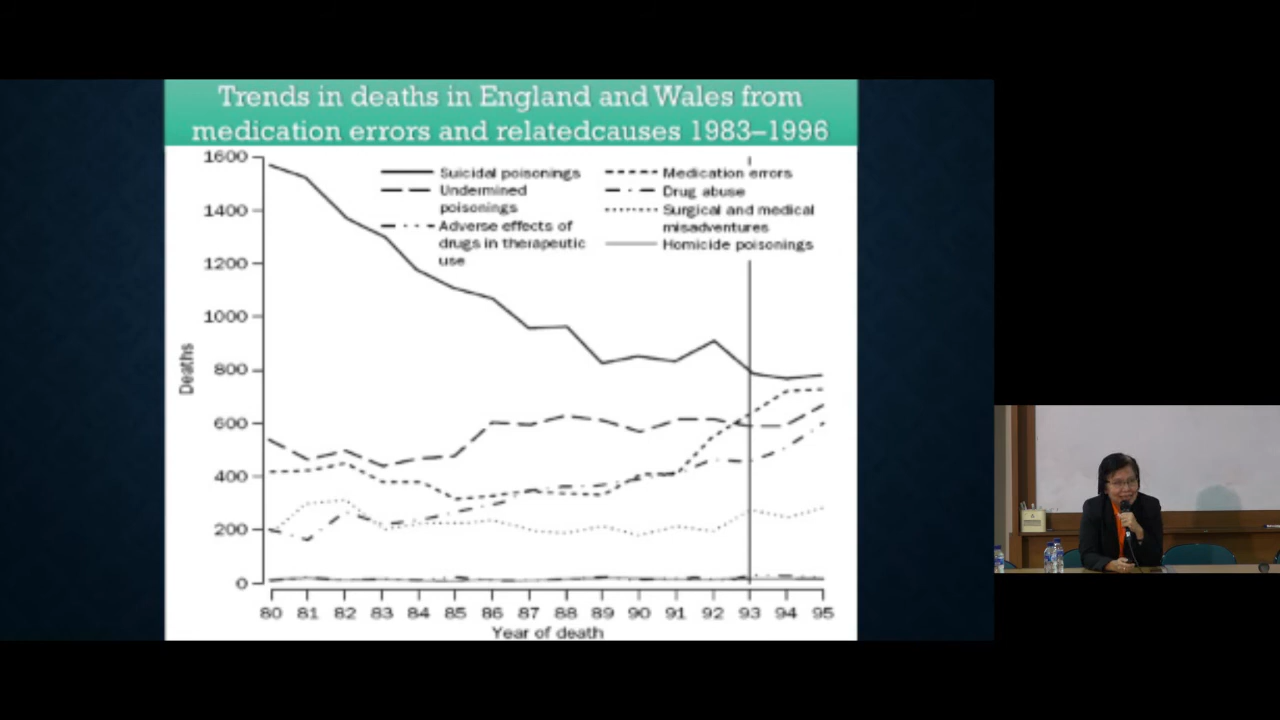 Trends in deaths in England and Wales from
medication errors and relatedcauses 1983–1996
1600
1400
1200
1000
800
600
400
200
0
Deaths
Suicidal poisonings
Undermined
poisonings
Adverse effects of
drugs in therapeutic
use
Medication errors
Drug abuse
Surgical and medical
misadventures
Homicide poisonings
80 81 82 83 84 85 86 87 88 89 90 91 92 93 94 95
Year of death